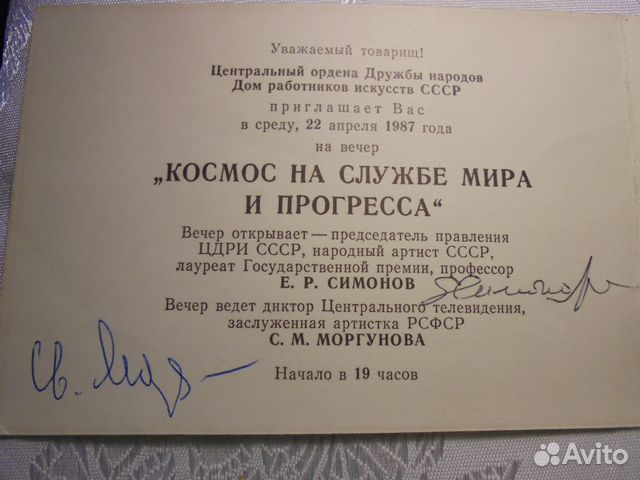 Уважаемый товарищ!
Центральный ордена Дружбы народов
Дом работников искусств СССР
приглашает Вас
в среду, 22 апреля 1987 года
на вечер
„КОСМОС НА СЛУЖБЕ МИРА
И ПРОГРЕССА“
Вечер открывает — председатель правления
ЦДРИ СССР, народный артист СССР,
лауреат Государственной премии, профессор
Е. Р. СИМОНОВ
Вечер ведет диктор Центрального телевидения,
заслуженная артистка РСФСР
С. М. МОРГУНОВА
Св.
Начало в 19 часов
Avito